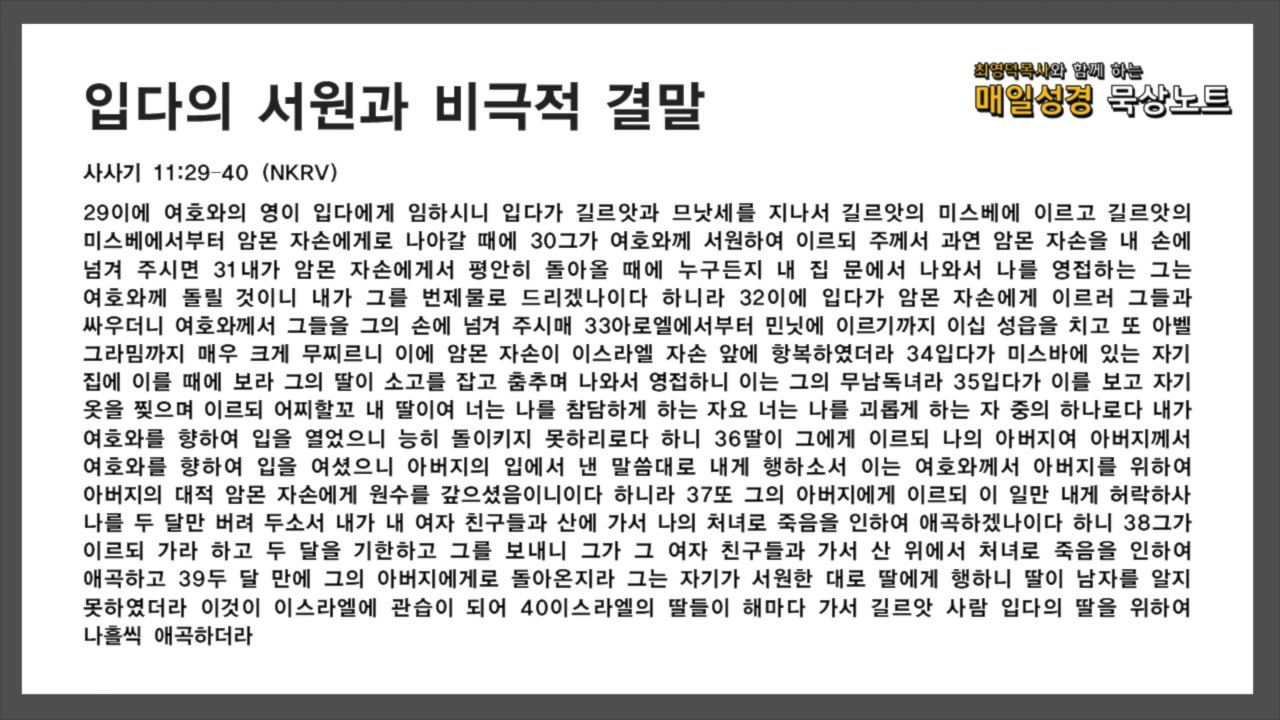 최영덕목사와 함께 하는
매일성경 묵상노트
입다의 서원과 비극적 결말
사사기 11:29-40 (NKRV)
29이에 여호와의 영이 입다에게 임하시니 입다가 길르앗과 므낫세를 지나서 길르앗의 미스베에 이르고 길르앗의
미스베에서부터 암몬 자손에게로 나아갈 때에 30그가 여호와께 서원하여 이르되 주께서 과연 암몬 자손을 내 손에
넘겨 주시면 31내가 암몬 자손에게서 평안히 돌아올 때에 누구든지 내 집 문에서 나와서 나를 영접하는 그는
여호와께 돌릴 것이니 내가 그를 번제물로 드리겠나이다 하니라 32이에 입다가 암몬 자손에게 이르러 그들과
싸우더니 여호와께서 그들을 그의 손에 넘겨 주시매 33아로엘에서부터 민닛에 이르기까지 이십 성읍을 치고 또 아벨
그라밈까지 매우 크게 무찌르니 이에 암몬 자손이 이스라엘 자손 앞에 항복하였더라 34입다가 미스바에 있는 자기
집에 이를 때에 보라 그의 딸이 소고를 잡고 춤추며 나와서 영접하니 이는 그의 무남독녀라 35입다가 이를 보고 자기
옷을 찢으며 이르되 어찌할꼬 내 딸이여 너는 나를 참담하게 하는 자요 너는 나를 괴롭게 하는 자 중의 하나로다 내가
여호와를 향하여 입을 열었으니 능히 돌이키지 못하리로다 하니 36딸이 그에게 이르되 나의 아버지여 아버지께서
여호와를 향하여 입을 여셨으니 아버지의 입에서 낸 말씀대로 내게 행하소서 이는 여호와께서 아버지를 위하여
아버지의 대적 암몬 자손에게 원수를 갚으셨음이니이다 하니라 37또 그의 아버지에게 이르되 이 일만 내게 허락하사
나를 두 달만 버려 두소서 내가 내 여자 친구들과 산에 가서 나의 처녀로 죽음을 인하여 애곡하겠나이다 하니 38그가
이르되 가라 하고 두 달을 기한하고 그를 보내니 그가 그 여자 친구들과 가서 산 위에서 처녀로 죽음을 인하여
애곡하고 39두 달 만에 그의 아버지에게로 돌아온지라 그는 자기가 서원한 대로 딸에게 행하니 딸이 남자를 알지
못하였더라 이것이 이스라엘에 관습이 되어 40이스라엘의 딸들이 해마다 가서 길르앗 사람 입다의 딸을 위하여
나흘씩 애곡하더라